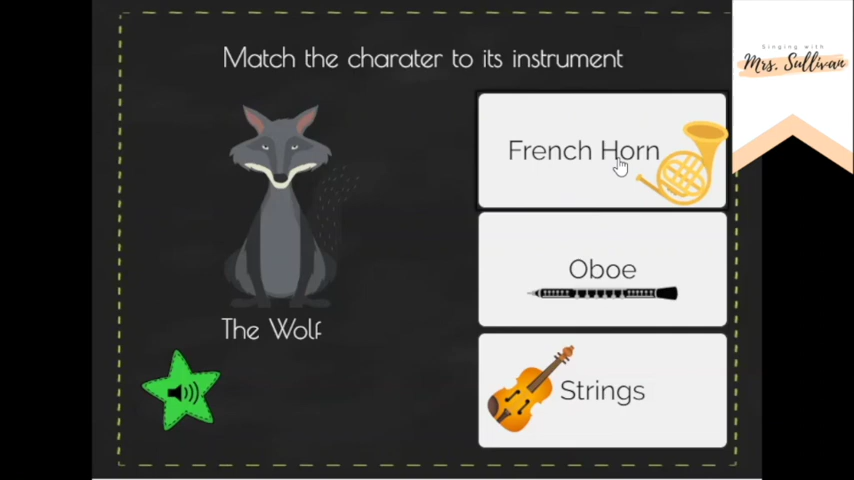 Match the charater to its instrument
Singing with
Mrs. Sullivan
French Horn
Oboe
The Wolf
Strings